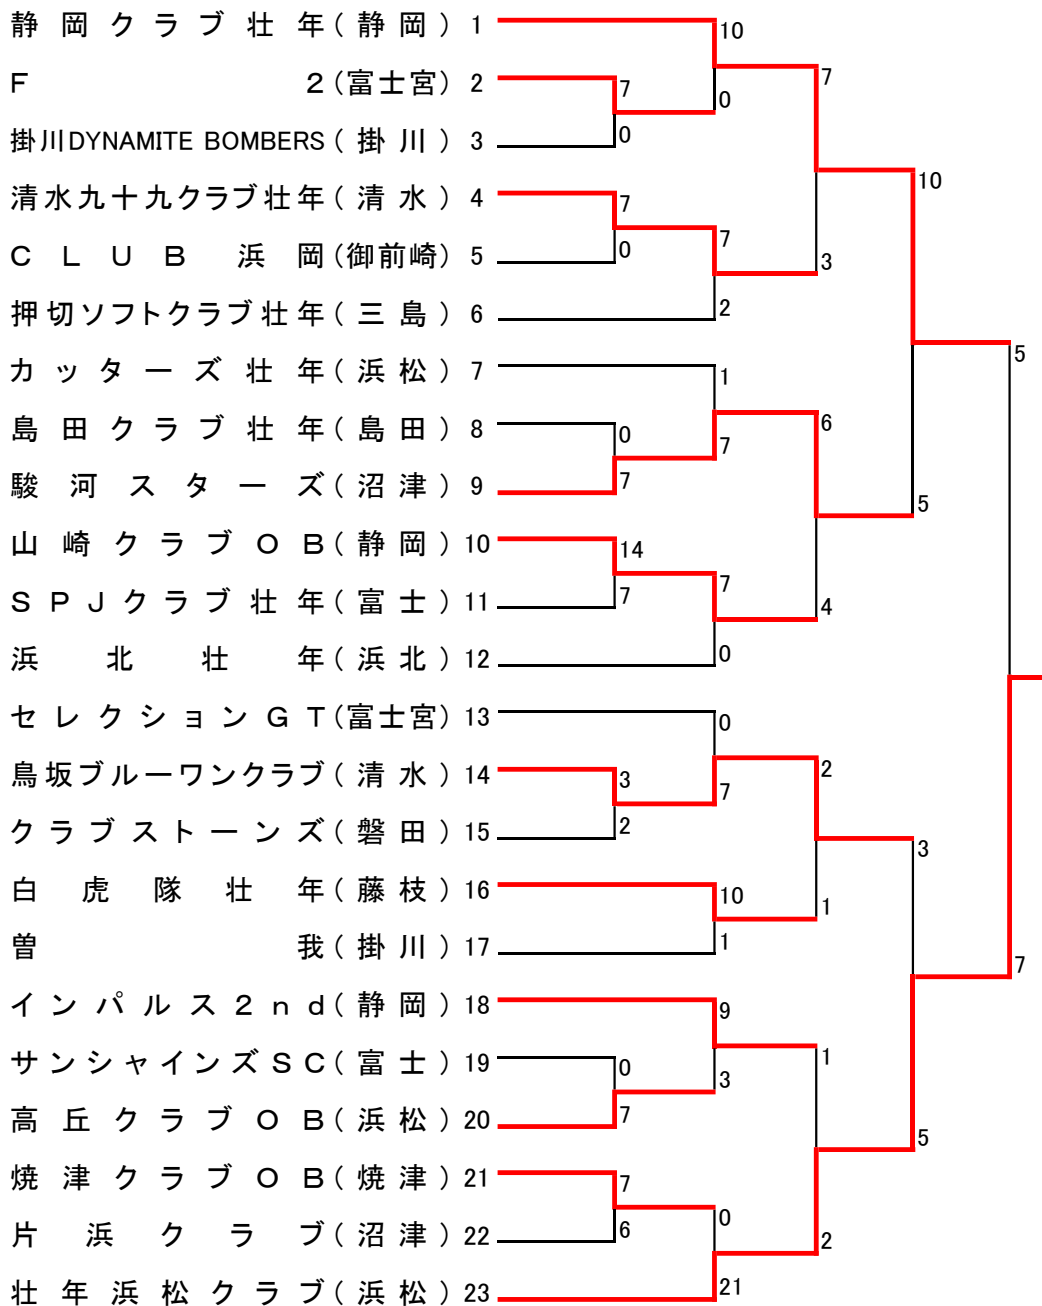 静岡クラブ壮年(静岡) 1
F2(富士宮) 2
掛川DYNAMITE BOMBERS(掛川) 3
清水九十九クラブ壮年(清水) 4
CLUB浜岡(御前崎) 5
押切ソフトクラブ壮年(三島) 6
カッターズ壮年(浜松) 7
島田クラブ壮年(島田) 8
駿河スターズ(沼津) 9
山崎クラブOB(静岡) 10
SPJクラブ壮年(富士) 11
浜北壮年(浜北) 12
セレクションGT(富士宮) 13
鳥坂ブルーワンクラブ(清水) 14
クラブストーンズ(磐田) 15
白虎隊壮年(藤枝) 16
曽我(掛川) 17
インパルス2nd(静岡) 18
サンシャインズSC(富士) 19
高丘クラブOB(浜松) 20
焼津クラブOB(焼津) 21
片浜クラブ(沼津) 22
壮年浜松クラブ(浜松) 23
7
0
7
0
0
7
14
7
3
2
0
7
7
6
10
0
7
2
1
7
7
0
0
7
10
1
9
3
0
21
7
3
6
4
2
1
1
2
10
5
3
5
5
7